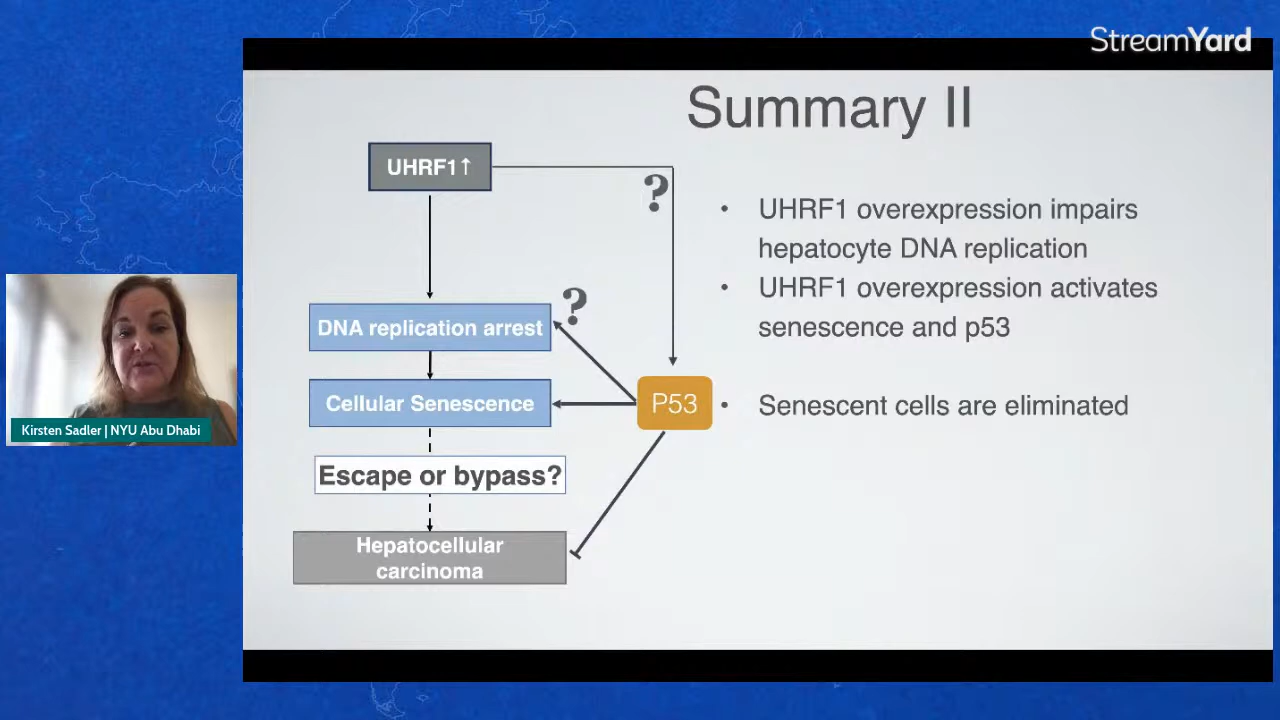 StreamYard
Summary II
UHRF1↑
?
?
DNA replication arrest
Cellular Senescence
P53
Escape or bypass?
Hepatocellular
carcinoma
• UHRF1 overexpression impairs
hepatocyte DNA replication
• UHRF1 overexpression activates
senescence and p53
• Senescent cells are eliminated
Kirsten Sadler | NYU Abu Dhabi